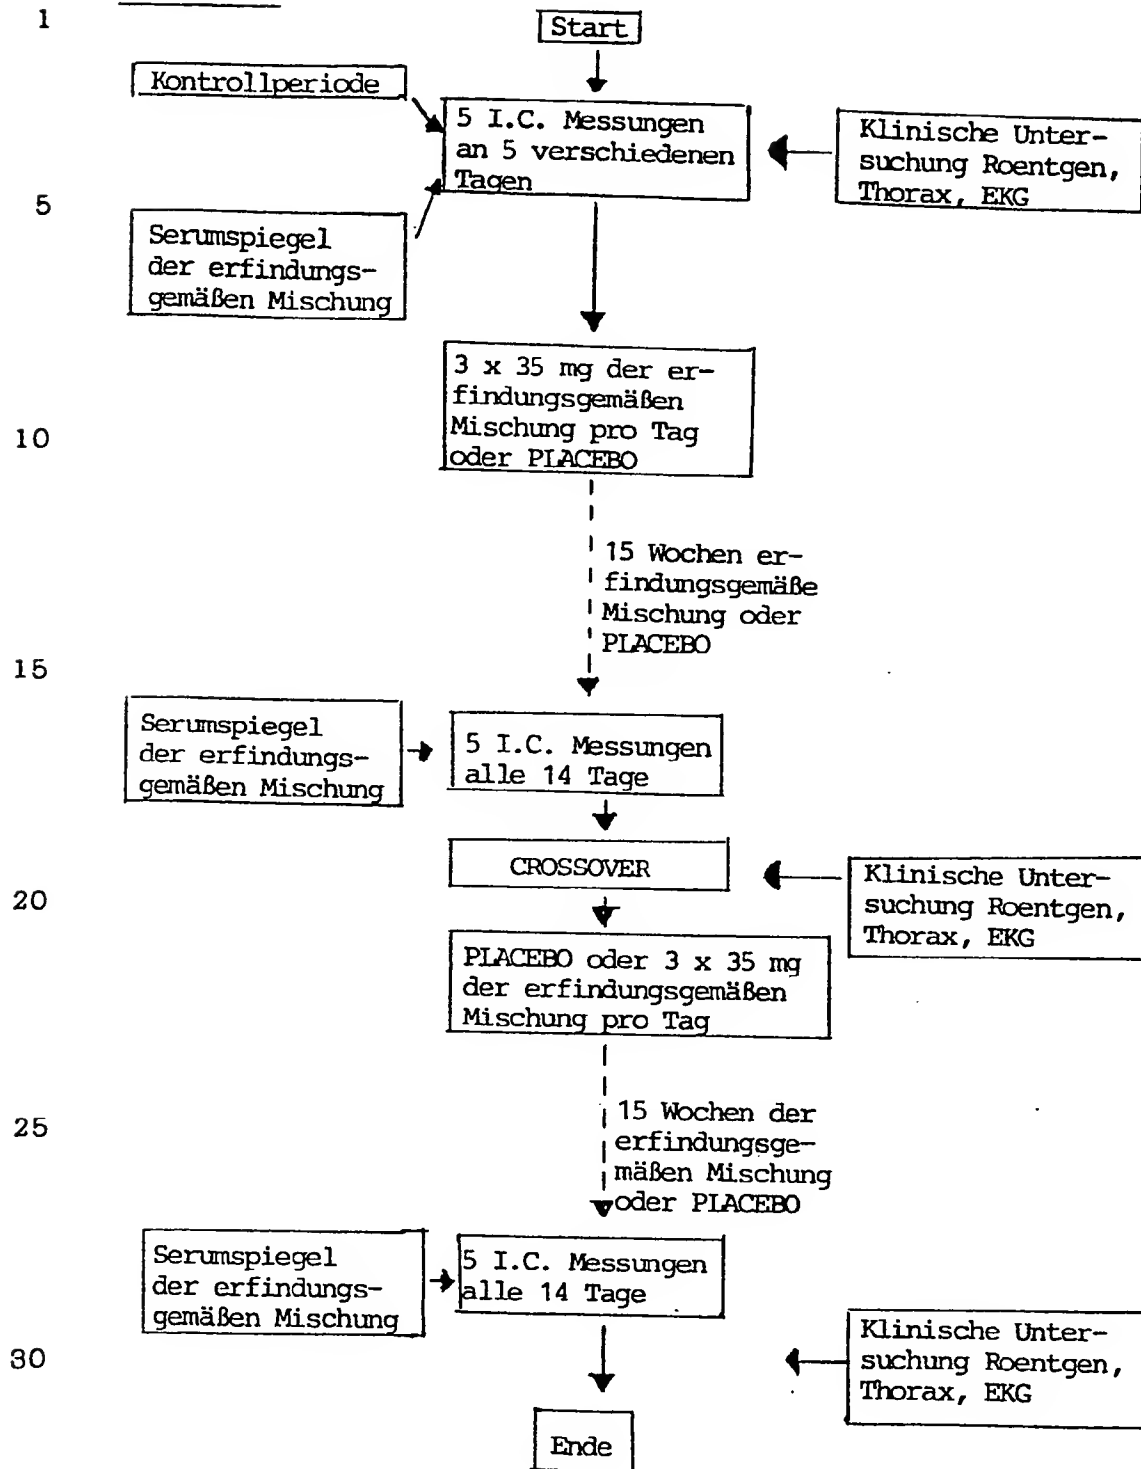 1
Start
Kontrollperiode
5 I.C. Messungen
an 5 verschiedenen
Tagen
Klinische Unter-
suchung Roentgen,
Thorax, EKG
5
Serumspiegel
der erfindungs-
gemäßen Mischung
3 x 35 mg der er-
findungsgemäßen
Mischung pro Tag
oder PLACEBO
10
15 Wochen er-
findungsgemäße
Mischung oder
PLACEBO
15
Serumspiegel
der erfindungs-
gemäßen Mischung
5 I.C. Messungen
alle 14 Tage
CROSSOVER
Klinische Unter-
suchung Roentgen,
Thorax, EKG
20
PLACEBO oder 3 x 35 mg
der erfindungsgemäßen
Mischung pro Tag
25
15 Wochen der
erfindungsge-
mäßen Mischung
oder PLACEBO
Serumspiegel
der erfindungs-
gemäßen Mischung
5 I.C. Messungen
alle 14 Tage
Klinische Unter-
suchung Roentgen,
Thorax, EKG
30
Ende